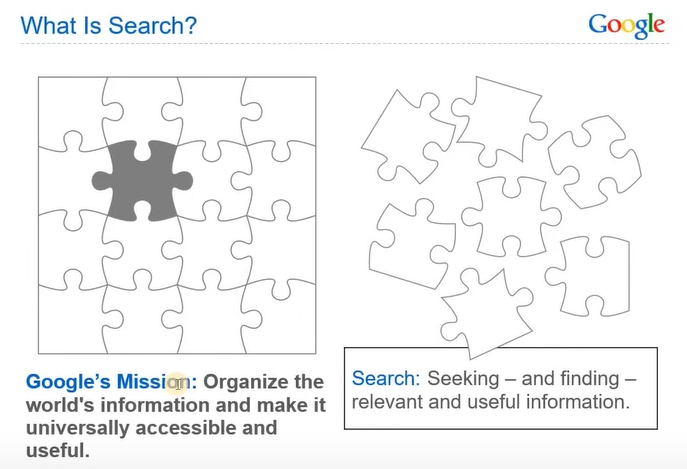 What Is Search?
Google
Google's Mission: Organize the
world's information and make it
universally accessible and
useful.
Search: Seeking – and finding –
relevant and useful information.